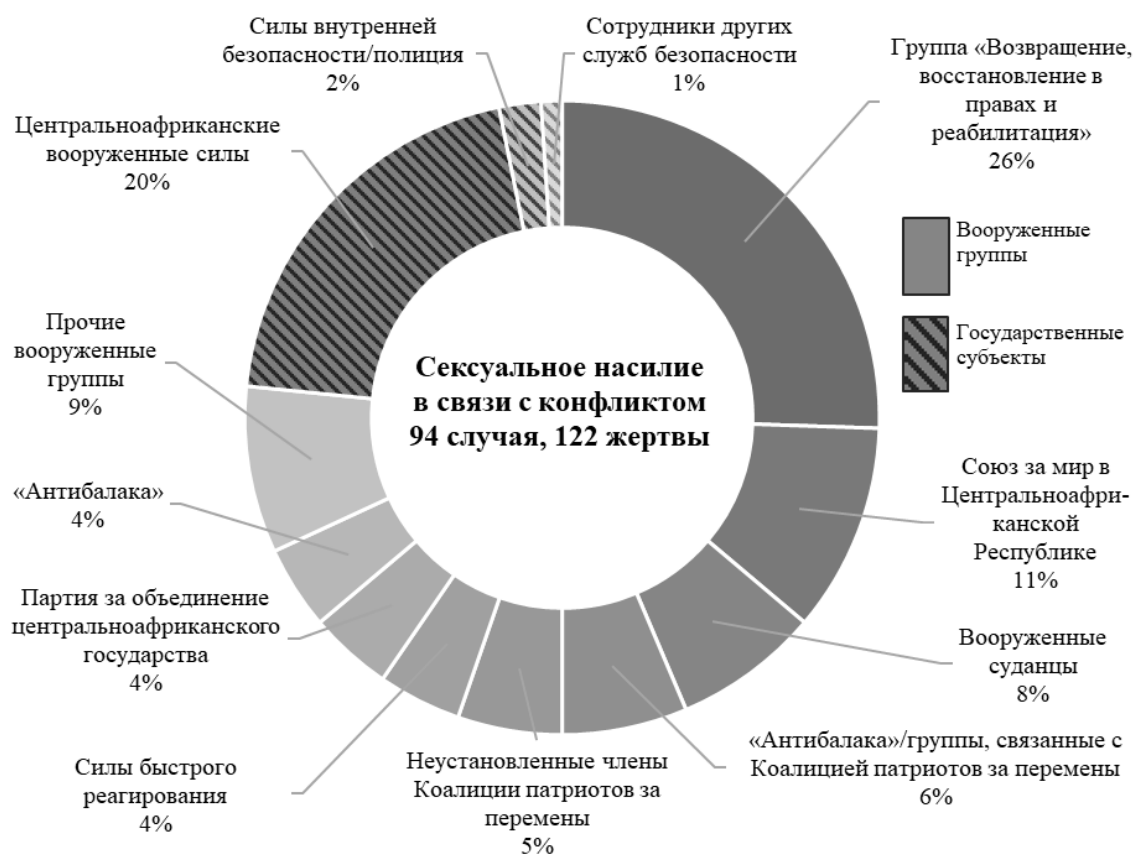 Силы внутренней
безопасности/полиция
2%
Сотрудники других
служб безопасности
1%
Группа «Возвращение,
восстановление в
правах и
реабилитация»
26%
Центральноафриканские
вооруженные силы
20%
Вооруженные
группы
Государственные
субъекты
Прочие
вооруженные
группы
9%
Сексуальное насилие
в связи с конфликтом
94 случая, 122 жертвы
«Антибалака»
4%
Союз за мир в
Центральноафри-
канской
Республике
11%
Партия за объединение
центральноафриканского
государства
4%
Вооруженные
суданцы
8%
Силы быстрого
реагирования
4%
Неустановленные члены
Коалиции патриотов за
перемены
5%
«Антибалака»/группы, связанные с
Коалицией патриотов за перемены
6%